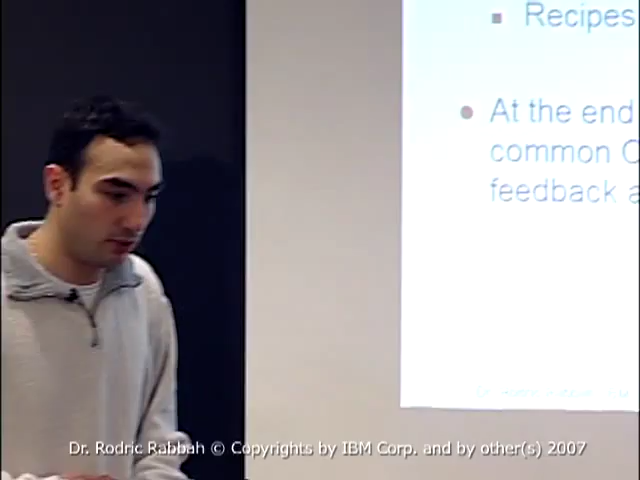 Recipes
At the end
common C
feedback a
Dr. Rodric Rabbah © Copyrights by IBM Corp. and by other(s) 2007